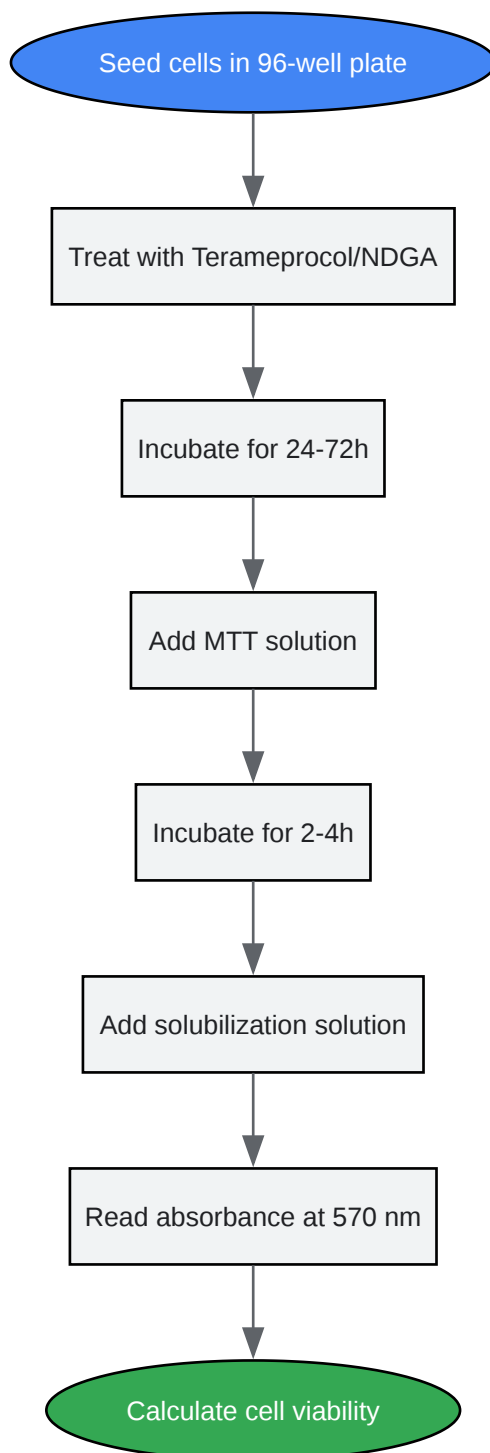 Seed cells in 96-well plate
Treat with Terameprocol/NDGA
Incubate for 24-72h
Add MTT solution
Incubate for 2-4h
Add solubilization solution
Read absorbance at 570 nm
Calculate cell viability